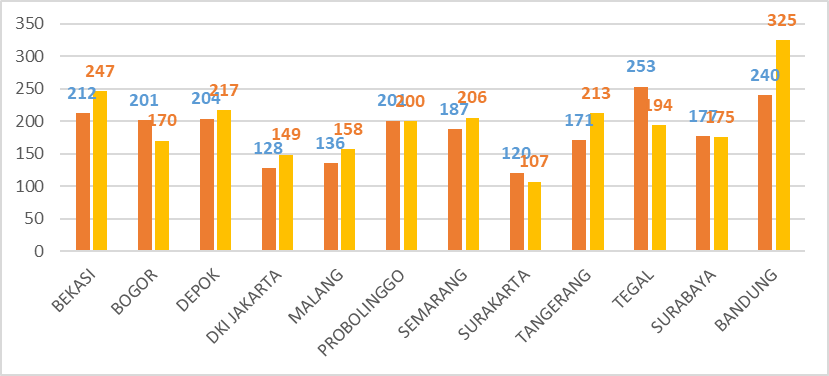 350
300
250
200
150
100
50
0
212 247
201 170
204 217
128 149
136 158
201 200
187 206
120 107
171 213
253 194
177 175
240 325
BEKASI
BOGOR
DEPOK
DKI JAKARTA
MALANG
PROBOLINGGO
SEMARANG
SURAKARTA
TANGERANG
TEGAL
SURABAYA
BANDUNG